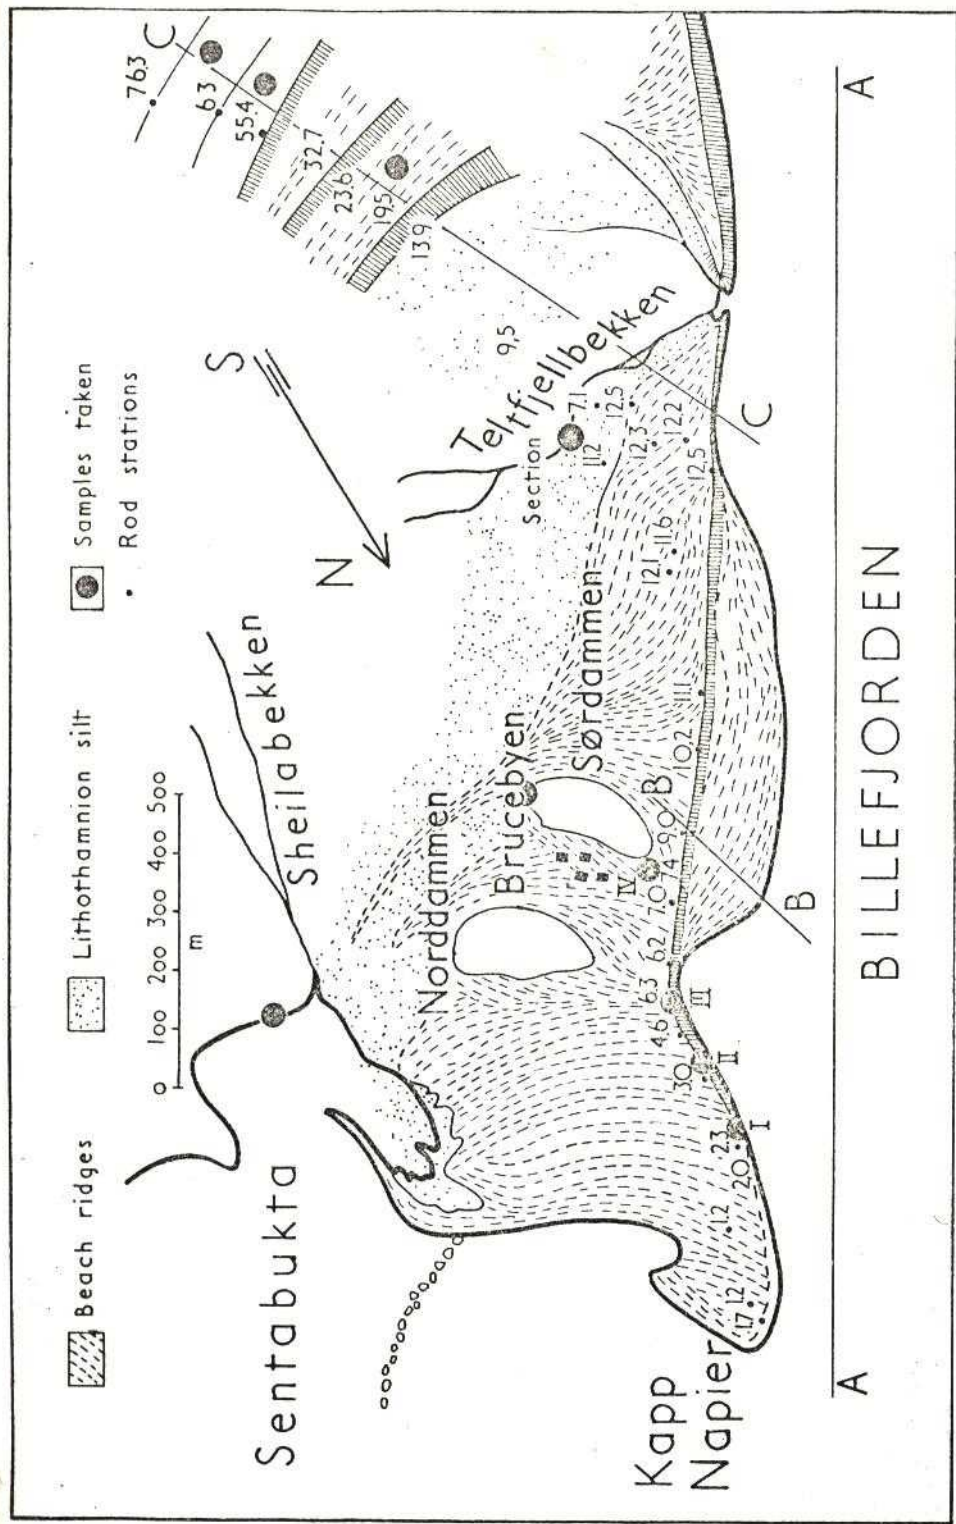 Beach ridges
Lithothamnion silt
Samples taken
Rod stations
0 100 200 300 400 500
m
N
S
C
76.3
63
55.4
32.7
23.6
19.5
13.9
9,5
Sheilabekken
Sentabukta
Norddammen
Brucebyen
Sørdammen
Section
Teltfjellbekken
7.1
11.2
12.5
12.3
12.2
12.5
12.1
11.6
11.1
10.2
9.0
B
7.4
IV
7.0
6.2
6.3
III
4.6
3.0
II
2.3
I
2.0
1.2
1.2
1.7
Kapp
Napier
B
C
A
A
BILLEFJORDEN